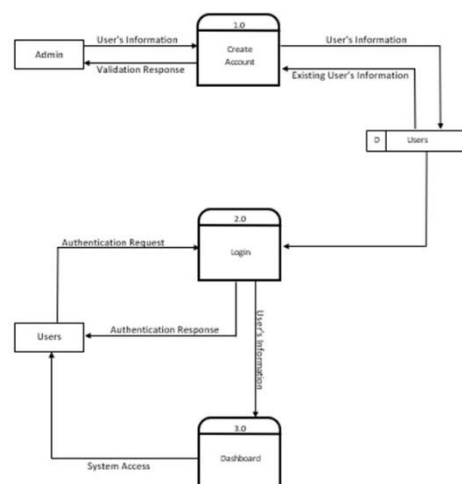 1.0
User's Information
User's Information
Admin
Create
Account
Validation Response
Existing User's Information
D
Users
2.0
Authentication Request
Login
Users
Authentication Response
User's Information
3.0
Dashboard
System Access